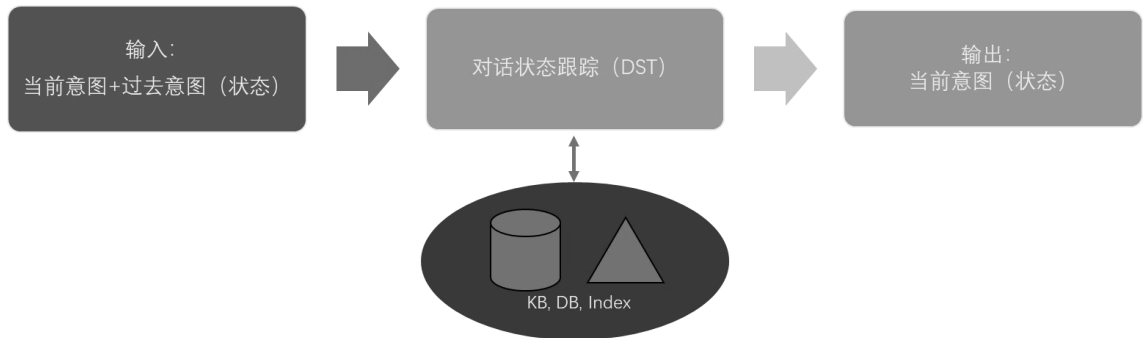 输入：
当前意图+过去意图（状态）
对话状态跟踪（DST）
输出：
当前意图（状态）
KB, DB, Index